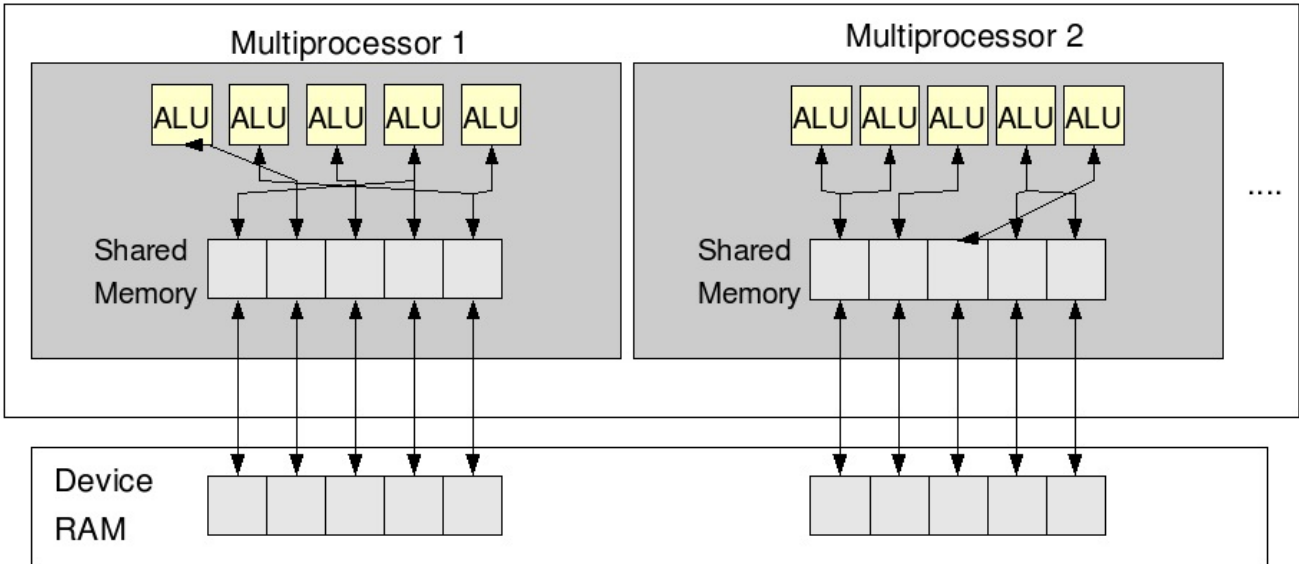 Multiprocessor 1
Multiprocessor 2
ALU ALU ALU ALU ALU
ALU ALU ALU ALU ALU
....
Shared
Memory
Shared
Memory
Device
RAM